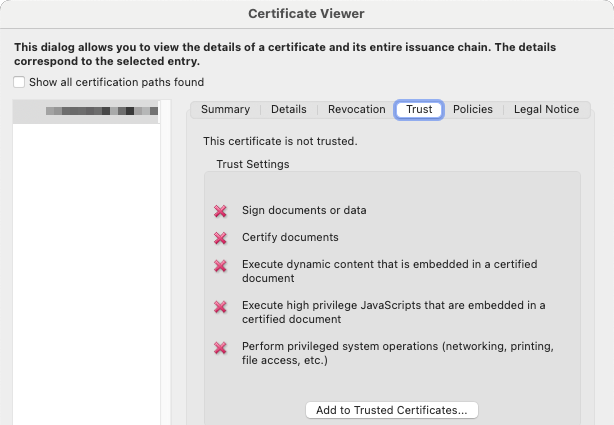 Certificate Viewer
This dialog allows you to view the details of a certificate and its entire issuance chain. The details
correspond to the selected entry.
Show all certification paths found
Summary Details Revocation Trust Policies Legal Notice
This certificate is not trusted.
Trust Settings
Sign documents or data
Certify documents
Execute dynamic content that is embedded in a certified
document
Execute high privilege JavaScripts that are embedded in a
certified document
Perform privileged system operations (networking, printing,
file access, etc.)
Add to Trusted Certificates...